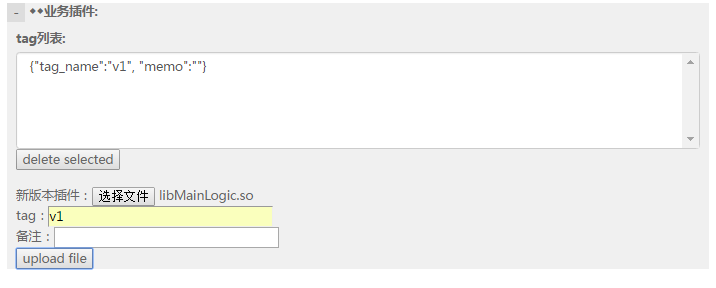 - **业务插件:
tag列表:
{"tag_name":"v1", "memo":""}
delete selected
新版本插件：选择文件 libMainLogic.so
tag：v1
备注：
upload file